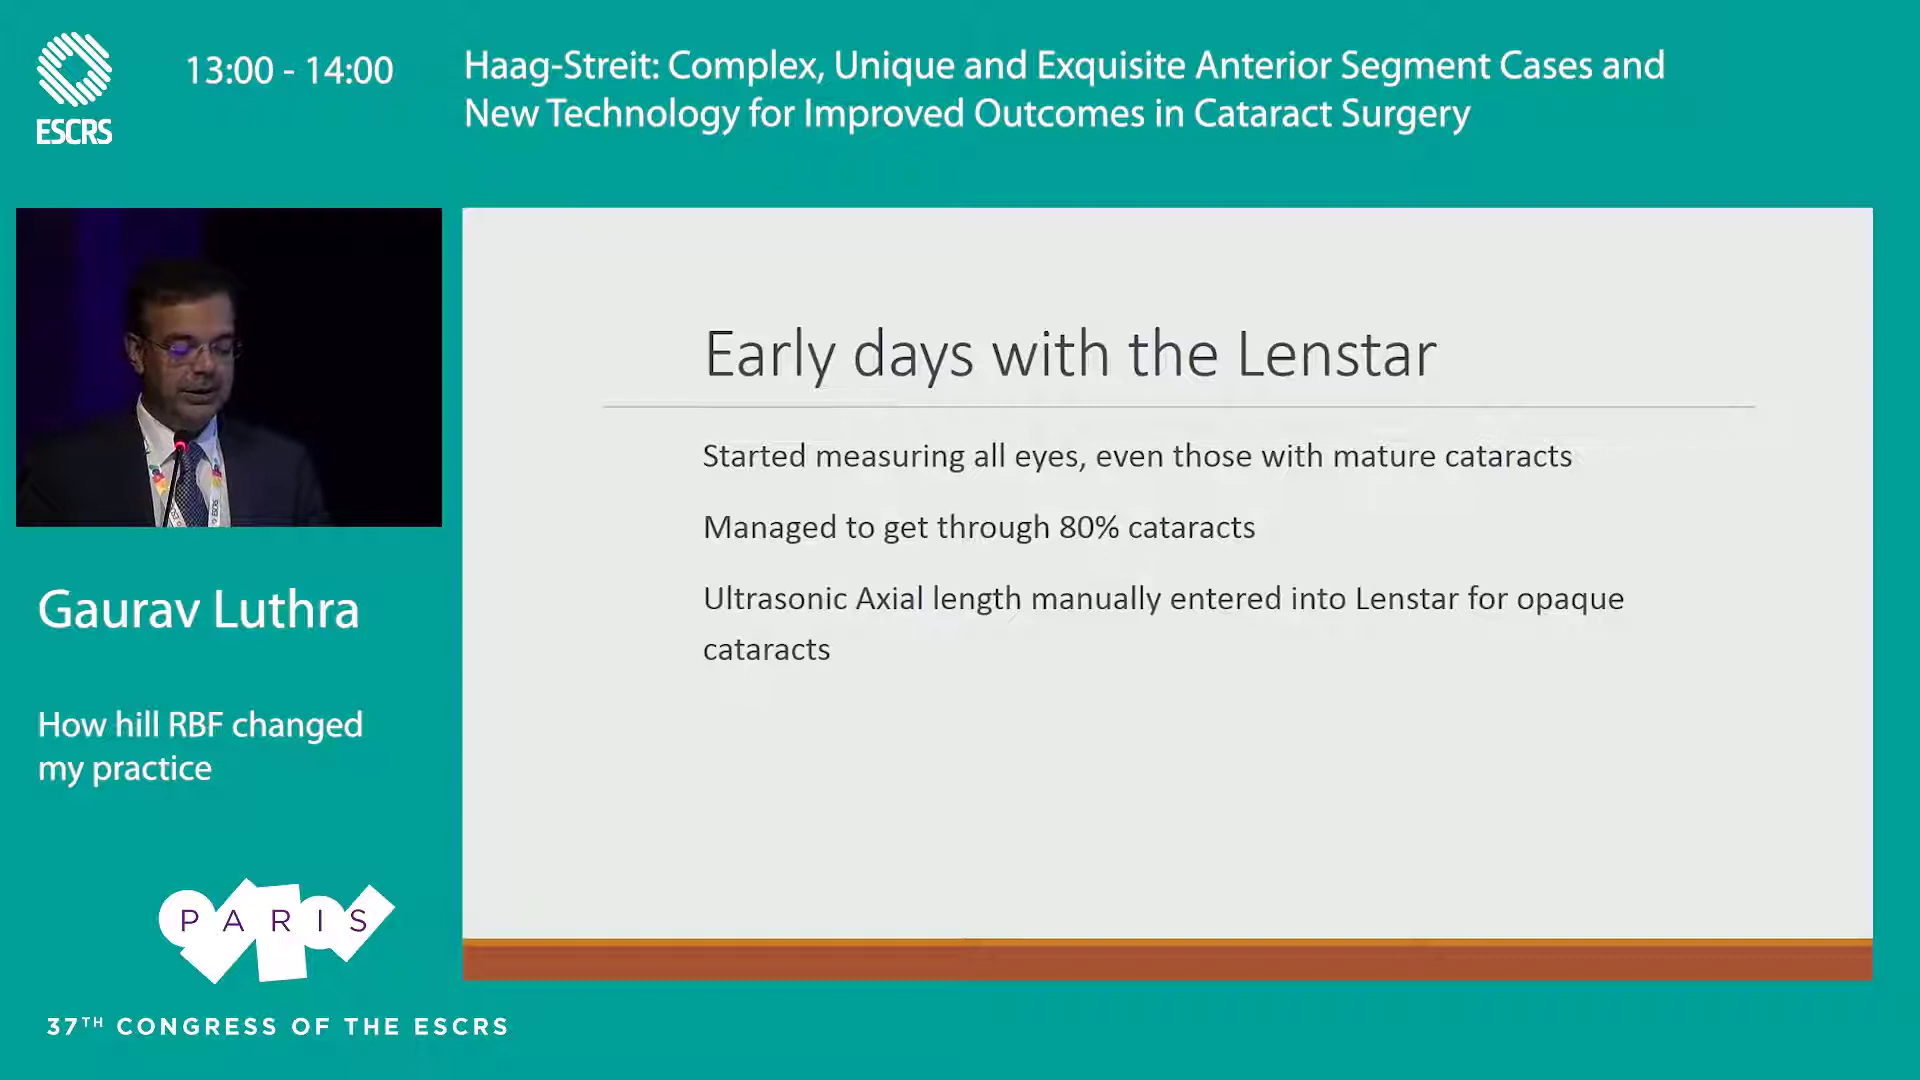 ESCRS
13:00 - 14:00
Haag-Streit: Complex, Unique and Exquisite Anterior Segment Cases and
New Technology for Improved Outcomes in Cataract Surgery
Early days with the Lenstar
Started measuring all eyes, even those with mature cataracts
Managed to get through 80% cataracts
Ultrasonic Axial length manually entered into Lenstar for opaque
cataracts
Gaurav Luthra
How hill RBF changed
my practice
PARIS
37TH CONGRESS OF THE ESCRS